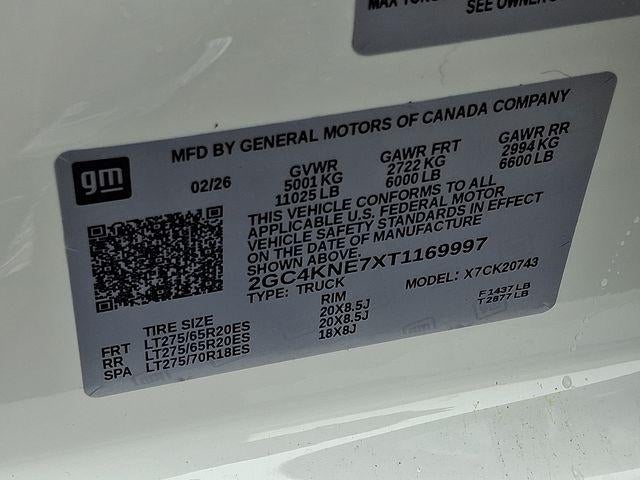 SEE OWNER'S
gm
MFD BY GENERAL MOTORS OF CANADA COMPANY
02/26
GVWR
5001 KG
11025 LB
GAWR FRT
2722 KG
6000 LB
GAWR RR
2994 KG
6600 LB
THIS VEHICLE CONFORMS TO ALL
APPLICABLE U.S. FEDERAL MOTOR
VEHICLE SAFETY STANDARDS IN EFFECT
ON THE DATE OF MANUFACTURE
SHOWN ABOVE.
2GC4KNE7XT1169997
TYPE: TRUCK
MODEL: X7CK20743
TIRE SIZE RIM
FRT LT275/65R20ES 20X8.5J
RR LT275/65R20ES 20X8.5J
SPA LT275/70R18ES 18X8J
F 1437 LB
T 2877 LB